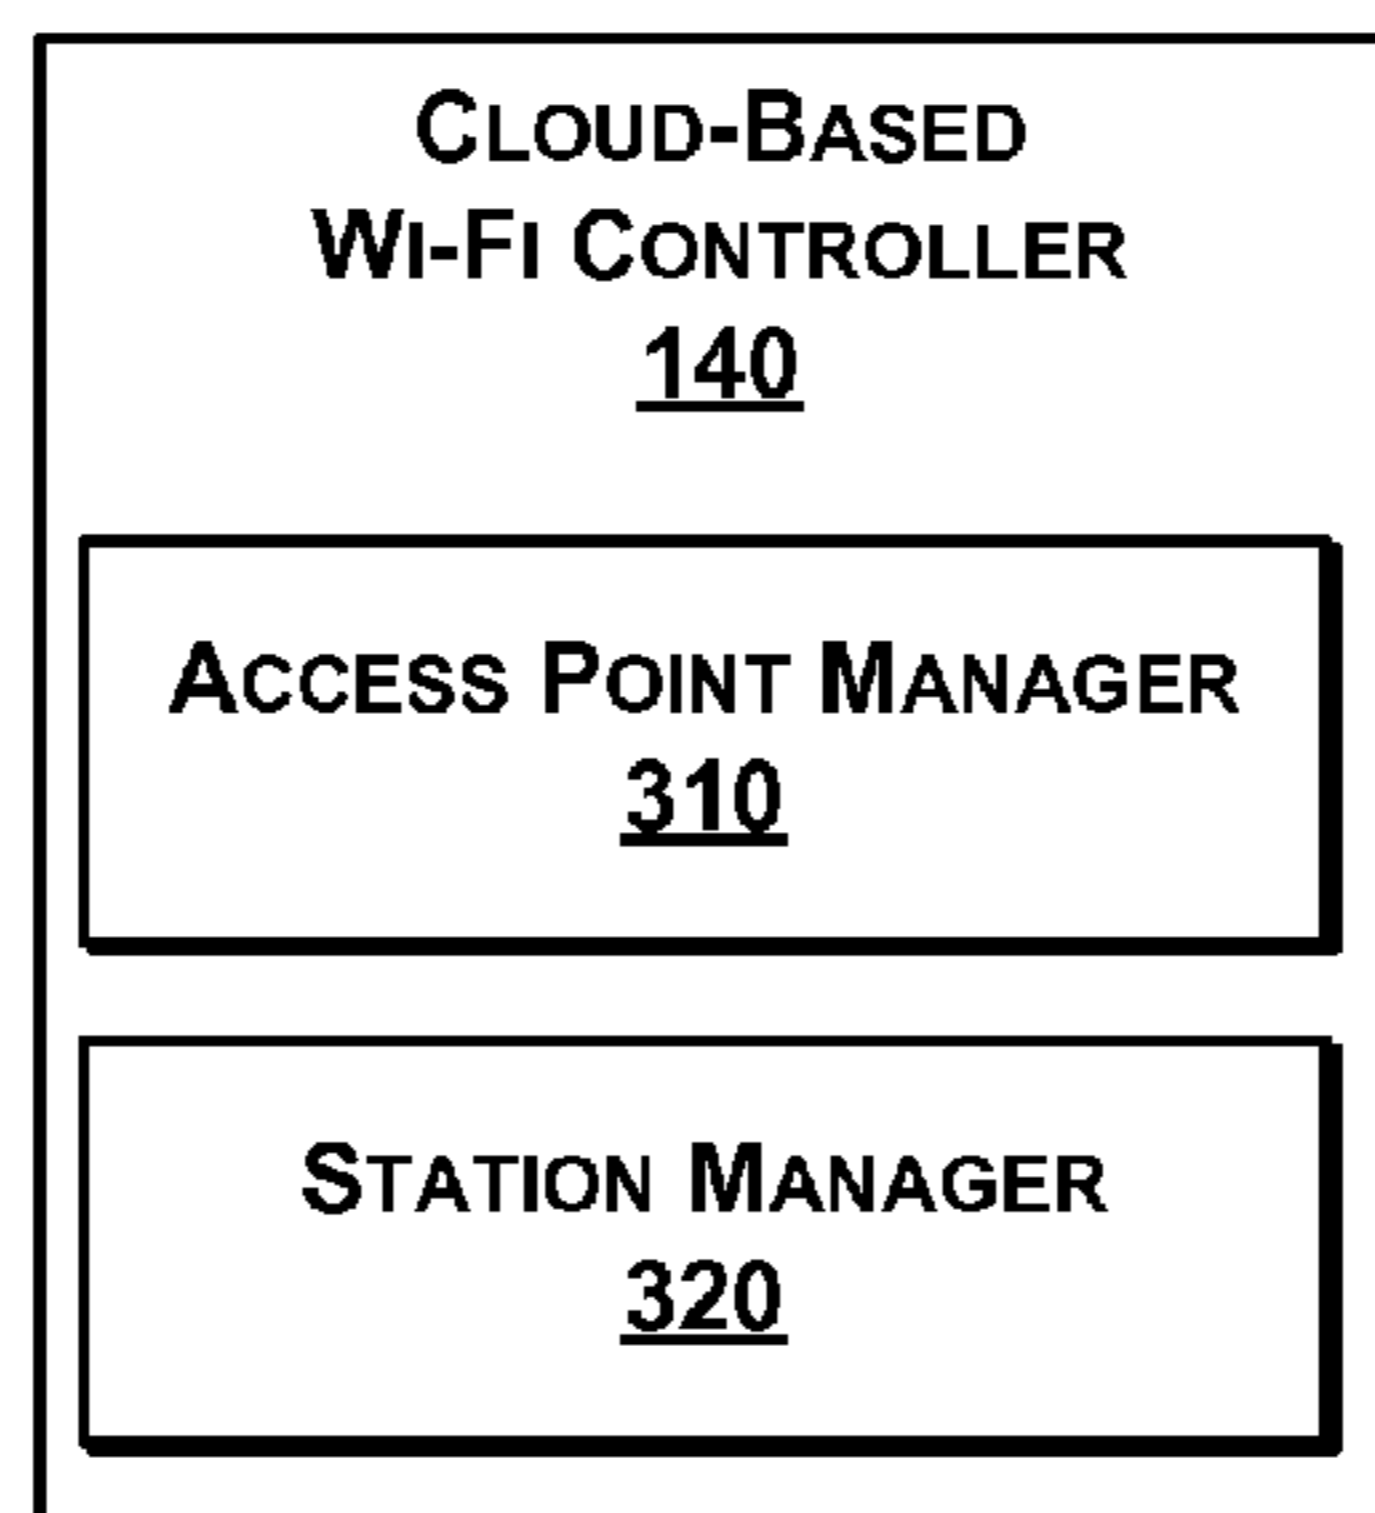 CLOUD-BASED
WI-FI CONTROLLER
140
ACCESS POINT MANAGER
310
STATION MANAGER
320